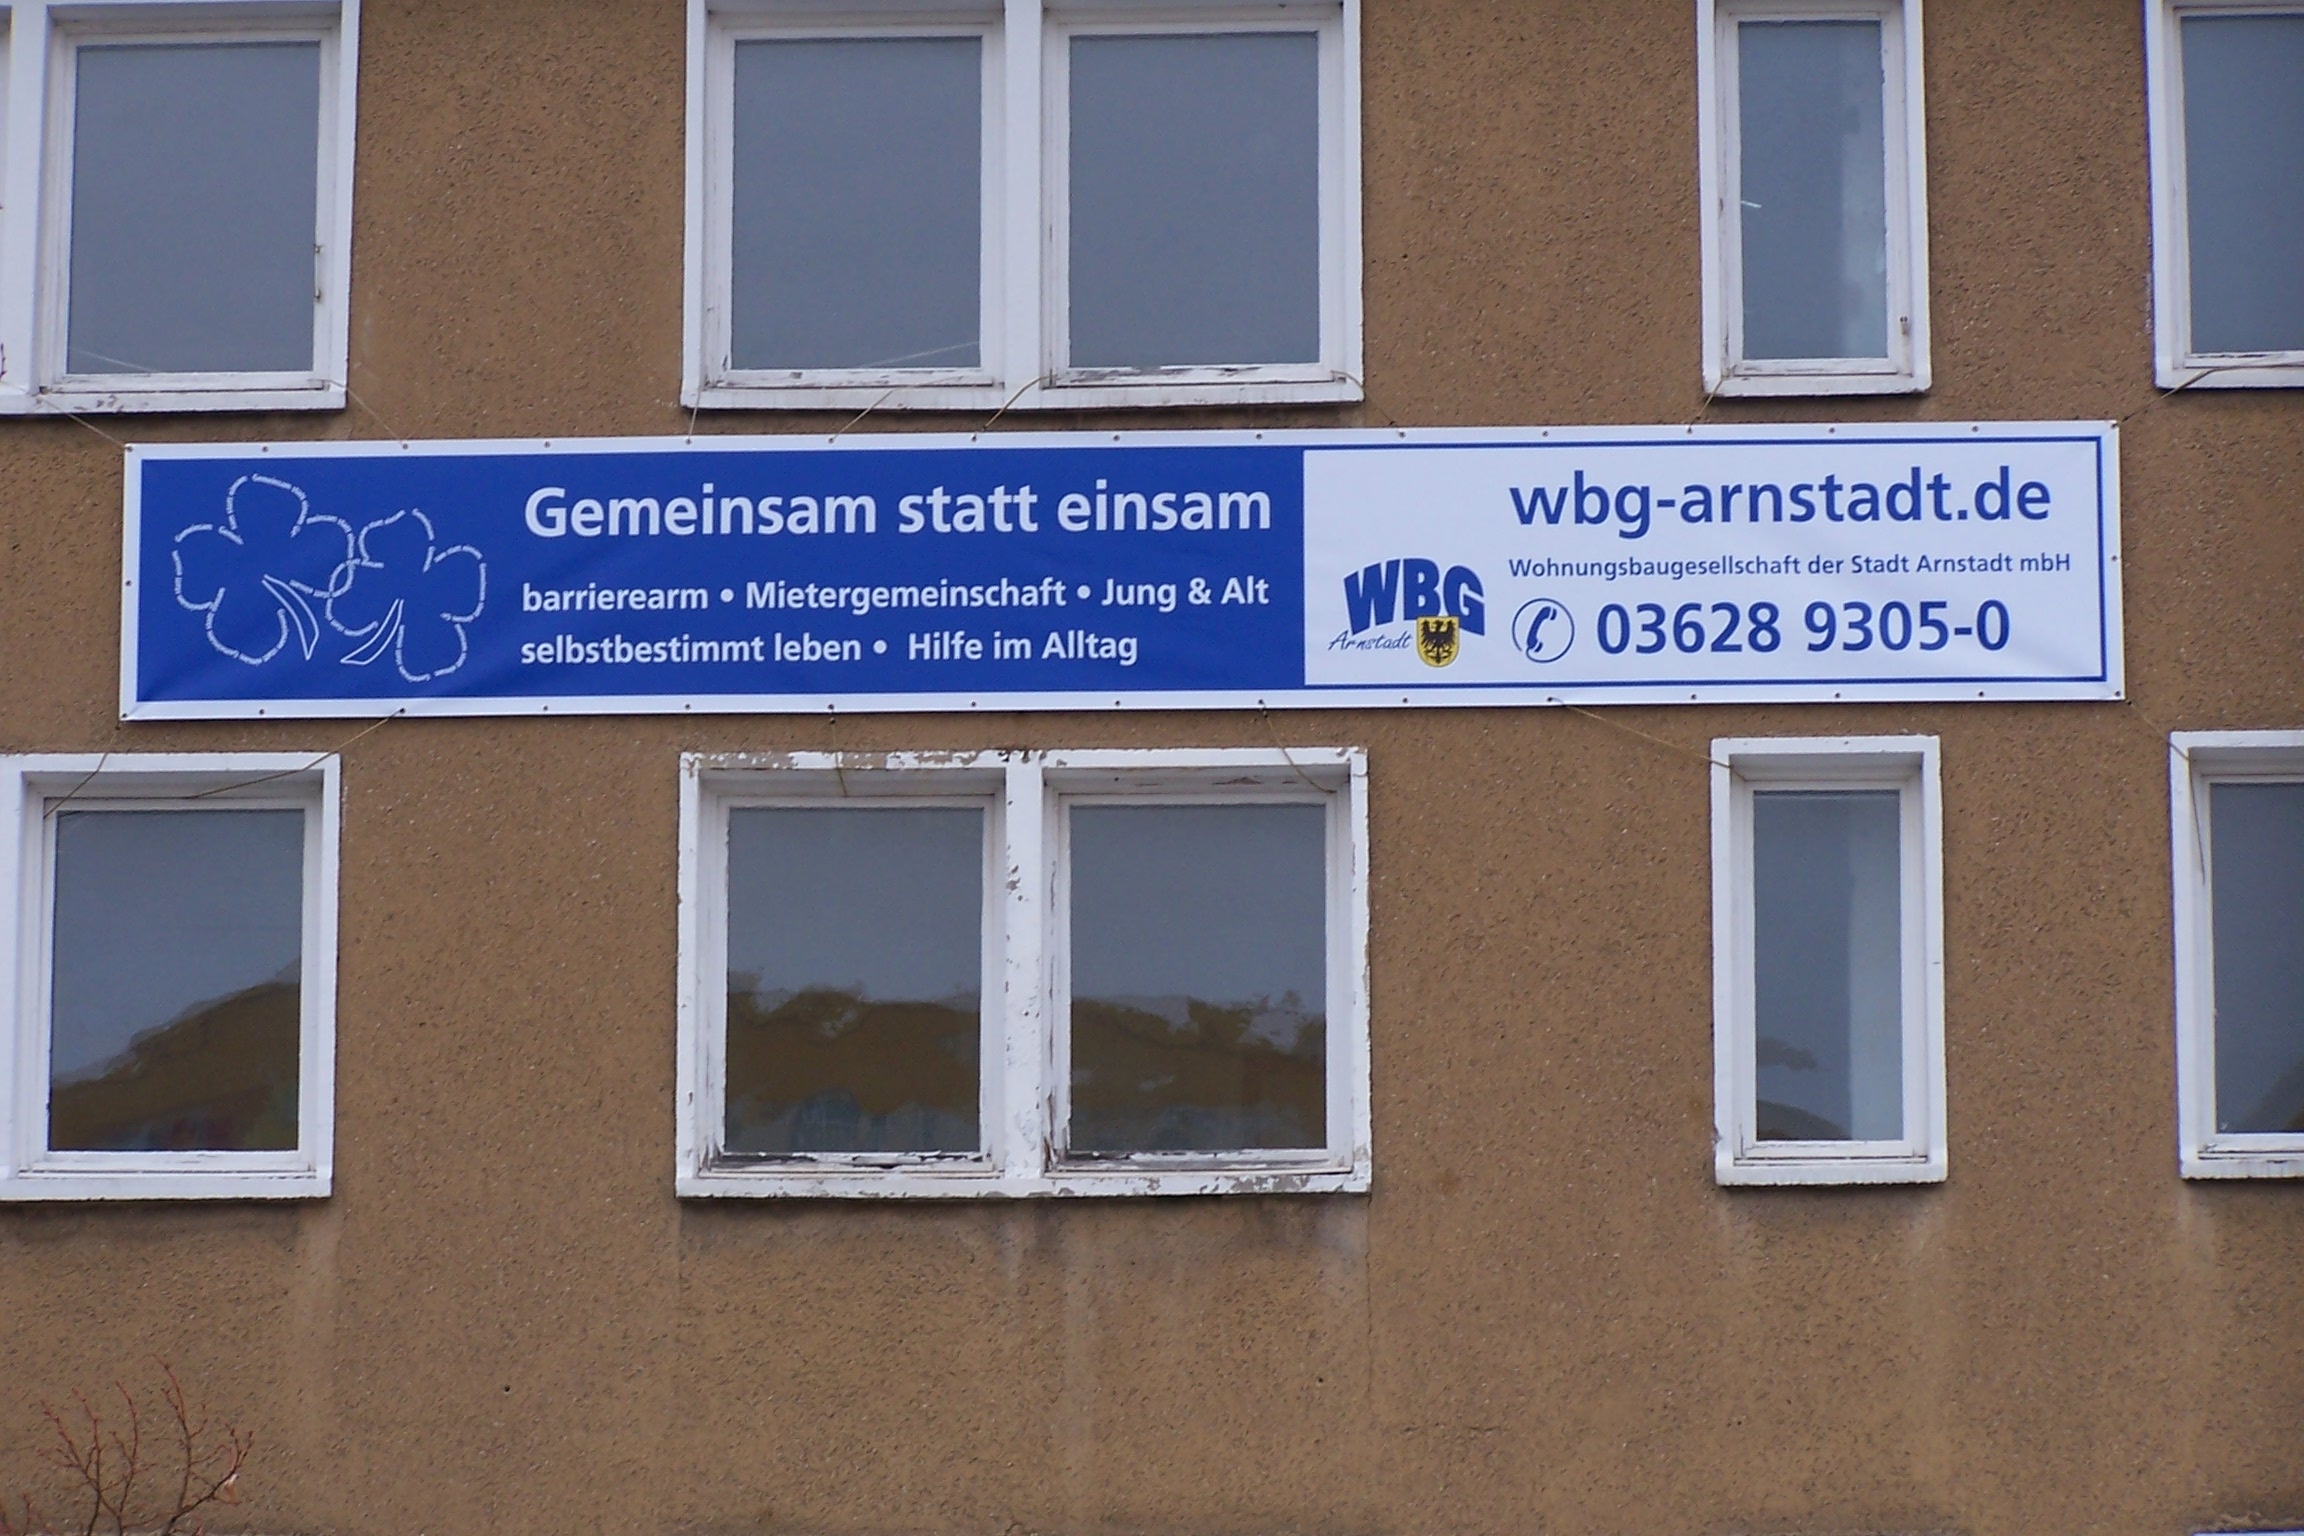 Gemeinsam statt einsam
barrierearm • Mietergemeinschaft • Jung & Alt
selbstbestimmt leben • Hilfe im Alltag
WBG
Arnstadt
wbg-arnstadt.de
Wohnungsbaugesellschaft der Stadt Arnstadt mbH
03628 9305-0